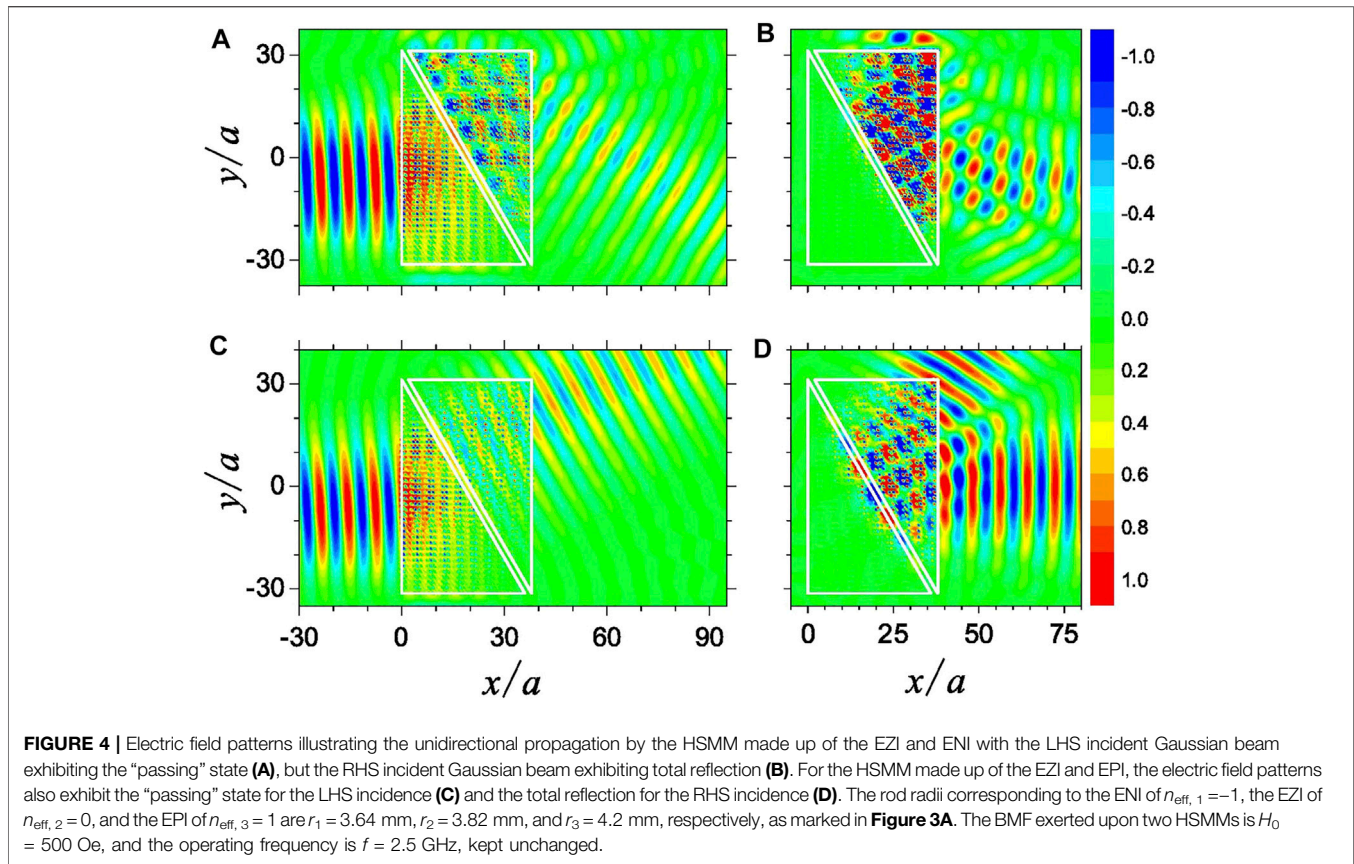 A
B
30
0
-30
y/a
-1.0
-0.8
-0.6
-0.4
-0.2
0.0
0.2
0.4
0.6
0.8
1.0
C
D
30
0
-30
y/a
-30 0 30 60 90
0 25 50 75
x/a
x/a
FIGURE 4 | Electric field patterns illustrating the unidirectional propagation by the HSMM made up of the EZI and ENI with the LHS incident Gaussian beam
exhibiting the “passing” state (A), but the RHS incident Gaussian beam exhibiting total reflection (B). For the HSMM made up of the EZI and EPI, the electric field patterns
also exhibit the “passing” state for the LHS incidence (C) and the total reflection for the RHS incidence (D). The rod radii corresponding to the ENI of neff, 1 =−1, the EZI of
neff, 2 = 0, and the EPI of neff, 3 = 1 are r1 = 3.64 mm, r2 = 3.82 mm, and r3 = 4.2 mm, respectively, as marked in Figure 3A. The BMF exerted upon two HSMMs is H0
= 500 Oe, and the operating frequency is f = 2.5 GHz, kept unchanged.